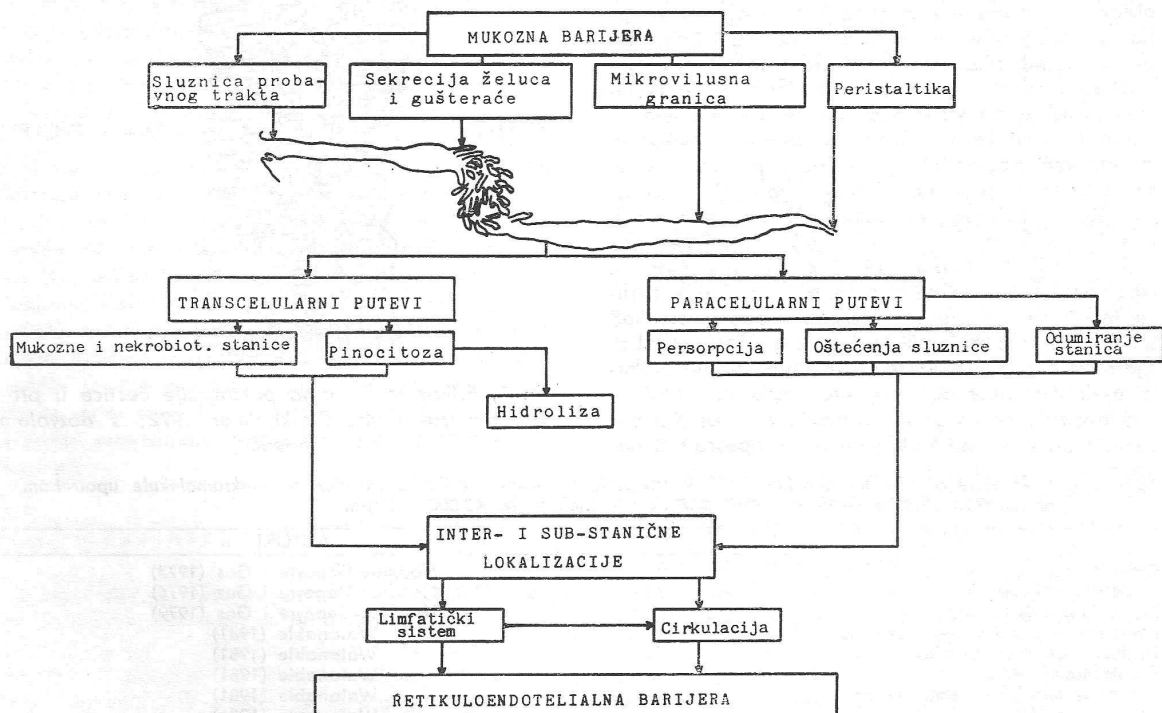 MUKOZNA BARIJERA
Sluznica proba-
vnog trakta
Sekrecija želuca
i gušteraće
Mikrovilusna
granica
Peristaltika
TRANSCELULARNI PUTEVI
PARACELULARNI PUTEVI
Mukozne i nekrobiot. stanice
Pinocitoza
Persorpcija
Oštećenja sluznice
Odumiranje
stanica
Hidroliza
INTER- I SUB-STANIČNE
LOKALIZACIJE
Limfatički
sistem
Cirkulacija
RETIKULOENDOTELIALNA BARIJERA